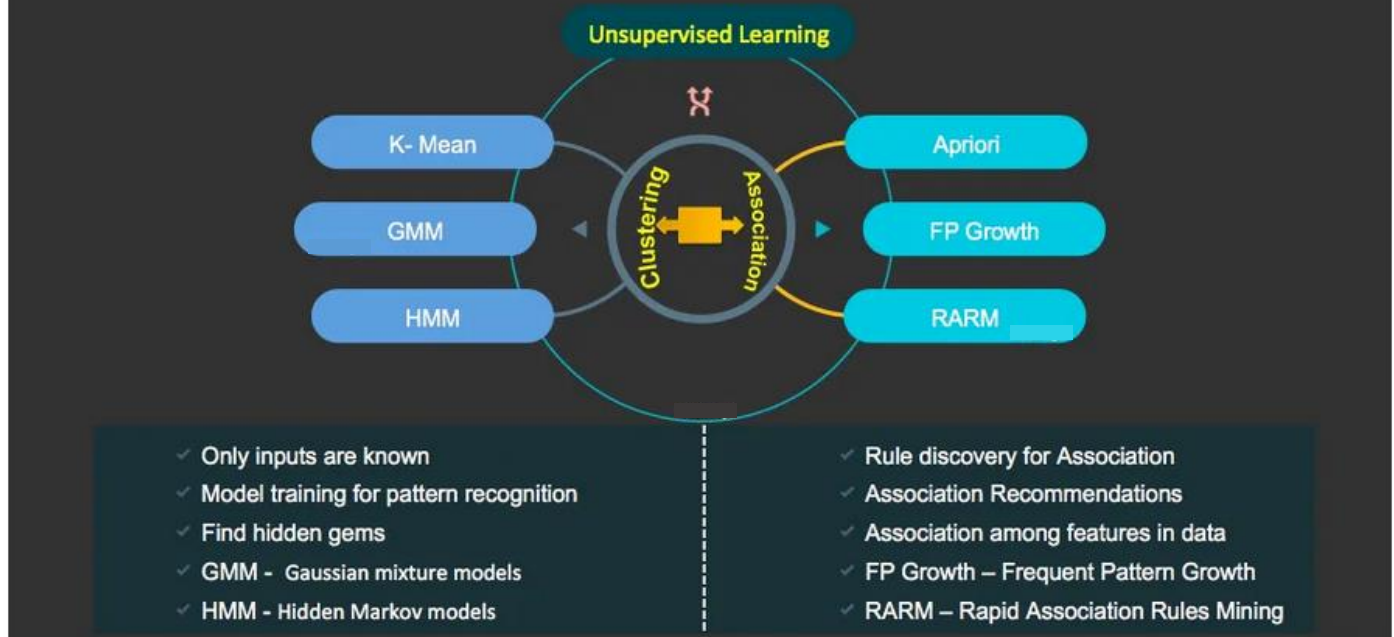 Unsupervised Learning
K- Mean
GMM
HMM
Clustering
Association
Apriori
FP Growth
RARM
Only inputs are known
Model training for pattern recognition
Find hidden gems
GMM - Gaussian mixture models
HMM - Hidden Markov models
Rule discovery for Association
Association Recommendations
Association among features in data
FP Growth – Frequent Pattern Growth
RARM – Rapid Association Rules Mining